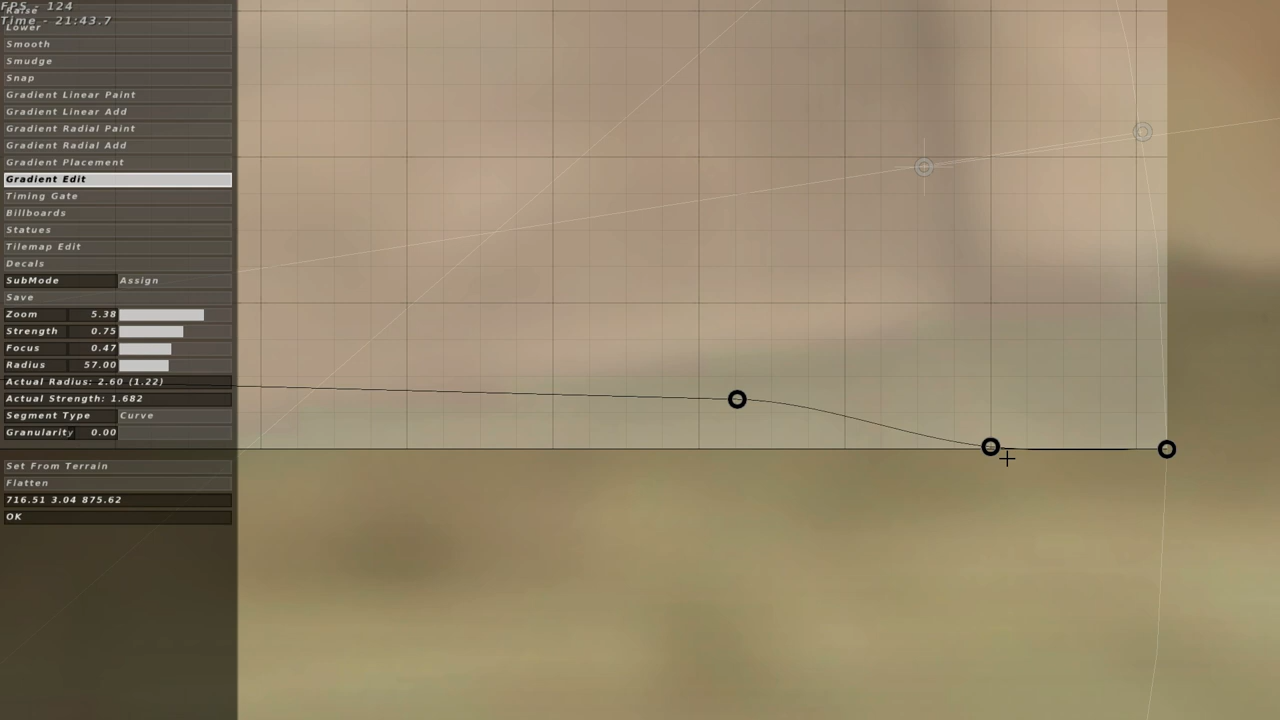 FPS - 124
Raise
Time - 21:43.7
Lower
Smooth
Smudge
Snap
Gradient Linear Paint
Gradient Linear Add
Gradient Radial Paint
Gradient Radial Add
Gradient Placement
Gradient Edit
Timing Gate
Billboards
Statues
Tilemap Edit
Decals
SubMode Assign
Save
Zoom 5.38
Strength 0.75
Focus 0.47
Radius 57.00
Actual Radius: 2.60 (1.22)
Actual Strength: 1.682
Segment Type Curve
Granularity 0.00
Set From Terrain
Flatten
716.51 3.04 875.62
OK